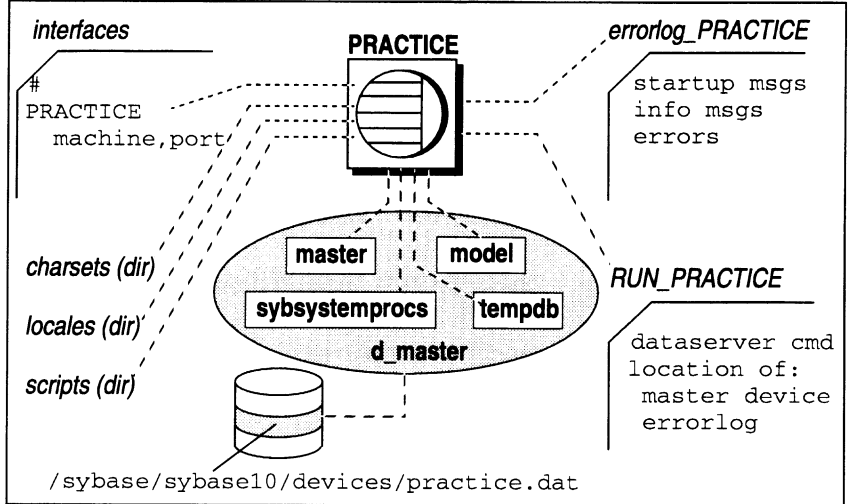 interfaces
#
PRACTICE
machine,port
charsets (dir)
locales (dir)
scripts (dir)
PRACTICE
master
model
sybsystemprocs
tempdb
d_master
/sybase/sybase10/devices/practice.dat
errorlog_PRACTICE
startup msgs
info msgs
errors
RUN_PRACTICE
dataserver cmd
location of:
master device
errorlog